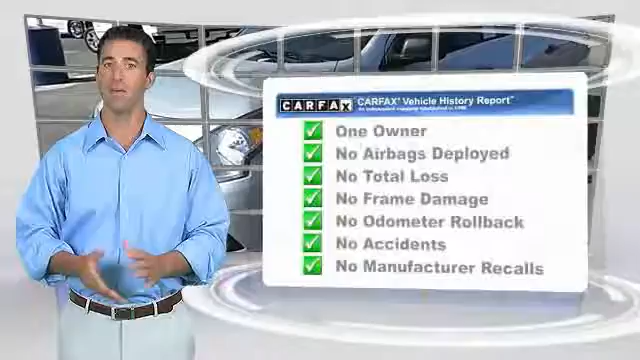 CARFAX CARFAX Vehicle History Report™
One Owner
No Airbags Deployed
No Total Loss
No Frame Damage
No Odometer Rollback
No Accidents
No Manufacturer Recalls